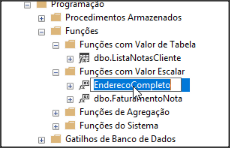 Programação
Procedimentos Armazenados
Funções
Funções com Valor de Tabela
dbo.ListaNotasCliente
Funções com Valor Escalar
EnderecoCompleto
dbo.FaturamentoNota
Funções de Agregação
Funções do Sistema
Gatilhos de Banco de Dados